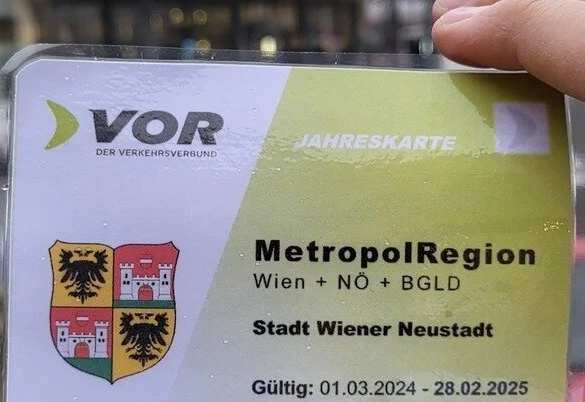 VOR
DER VERKEHRSVERBUND
JAHRESKARTE
MetropolRegion
Wien + NÖ + BGLD
Stadt Wiener Neustadt
Gültig: 01.03.2024 - 28.02.2025